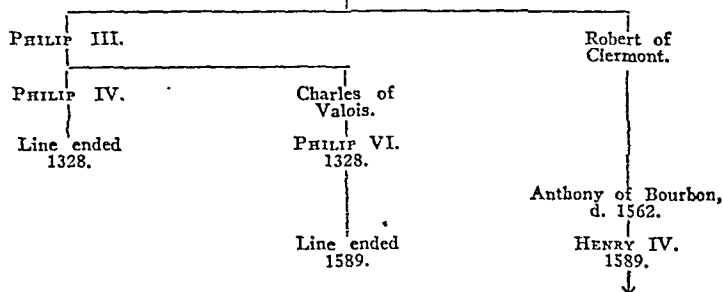 PHILIP III.
Robert of
Clermont.
PHILIP IV.
Charles of
Valois.
Line ended
1328.
PHILIP VI.
1328.
Anthony of Bourbon,
d. 1562.
Line ended
1589.
HENRY IV.
1589.